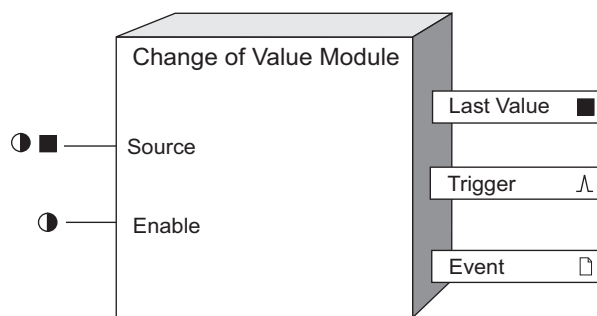 Change of Value Module
Last Value
Source
Trigger
Enable
Event